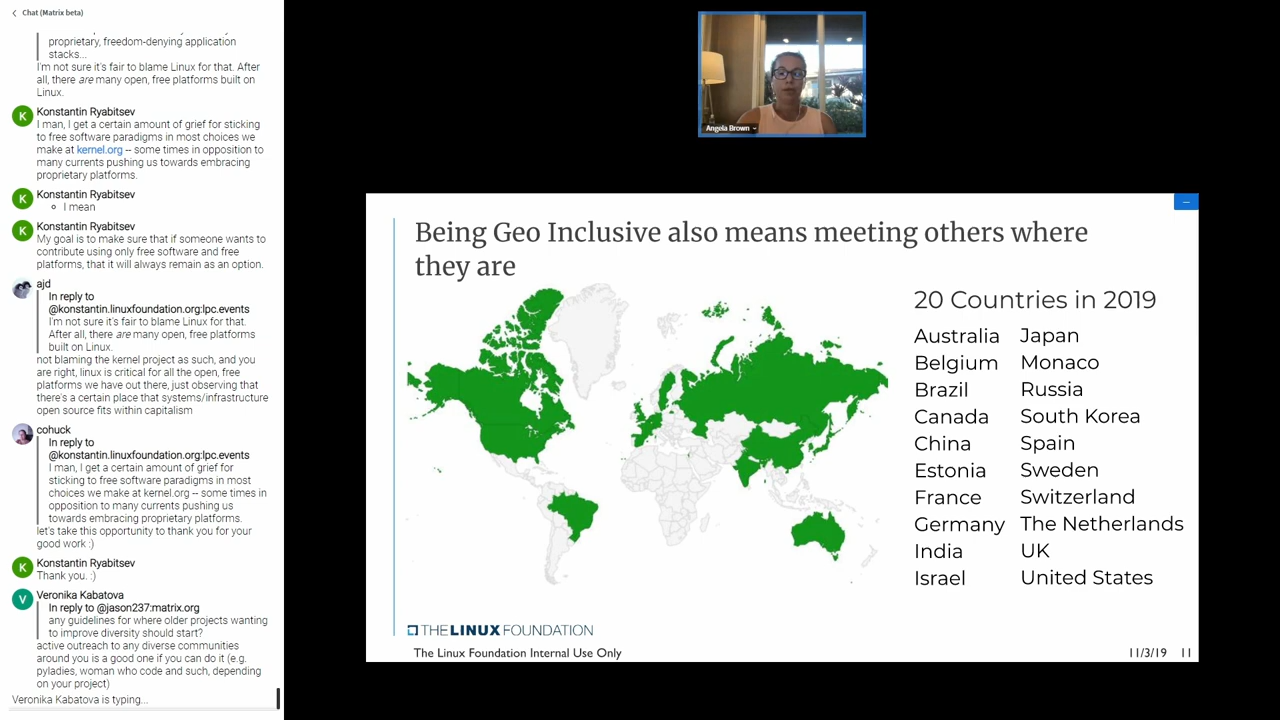 Chat (Matrix beta)
proprietary, freedom-denying application
stacks...
I'm not sure it's fair to blame Linux for that. After
all, there are many open, free platforms built on
Linux.
K
Konstantin Ryabitsev
I man, I get a certain amount of grief for sticking
to free software paradigms in most choices we
make at kernel.org -- some times in opposition to
many currents pushing us towards embracing
proprietary platforms.
K
Konstantin Ryabitsev
I mean
K
Konstantin Ryabitsev
My goal is to make sure that if someone wants to
contribute using only free software and free
platforms, that it will always remain as an option.
ajd
In reply to
@konstantin.linuxfoundation.org:lpc.events
I'm not sure it's fair to blame Linux for that.
After all, there are many open, free platforms
built on Linux.
not blaming the kernel project as such, and you
are right, linux is critical for all the open, free
platforms we have out there, just observing that
there's a certain place that systems/infrastructure
open source fits within capitalism
cohuck
In reply to
@konstantin.linuxfoundation.org:lpc.events
I man, I get a certain amount of grief for
sticking to free software paradigms in most
choices we make at kernel.org -- some times in
opposition to many currents pushing us
towards embracing proprietary platforms.
let's take this opportunity to thank you for your
good work :)
K
Konstantin Ryabitsev
Thank you. :)
V
Veronika Kabatova
In reply to @jason237:matrix.org
any guidelines for where older projects wanting
to improve diversity should start?
active outreach to any diverse communities
around you is a good one if you can do it (e.g.
pyladies, woman who code and such, depending
on your project)
Veronika Kabatova is typing...
Angela Brown
Being Geo Inclusive also means meeting others where
they are
20 Countries in 2019
Australia
Belgium
Brazil
Canada
China
Estonia
France
Germany
India
Israel
Japan
Monaco
Russia
South Korea
Spain
Sweden
Switzerland
The Netherlands
UK
United States
THE LINUX FOUNDATION
The Linux Foundation Internal Use Only
11/3/19 11